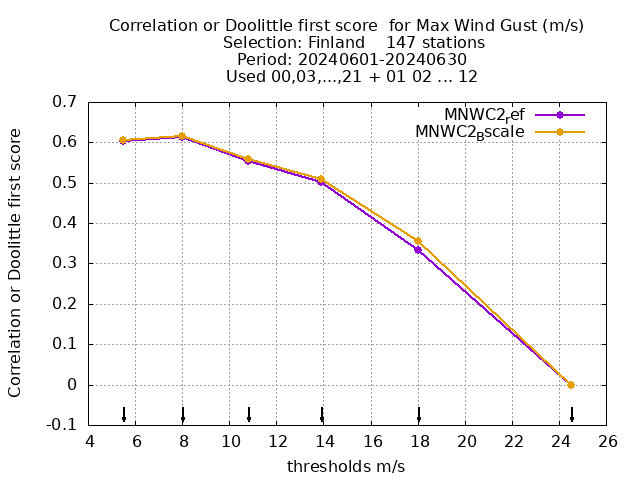 Correlation or Doolittle first score  for Max Wind Gust (m/s)
Selection: Finland    147 stations
Period: 20240601-20240630
Used 00,03,...,21 + 01 02 ... 12
MNWC2ref
MNWC2Bscale
Correlation or Doolittle first score
0.7
0.6
0.5
0.4
0.3
0.2
0.1
0
-0.1
4 6 8 10 12 14 16 18 20 22 24 26
thresholds m/s